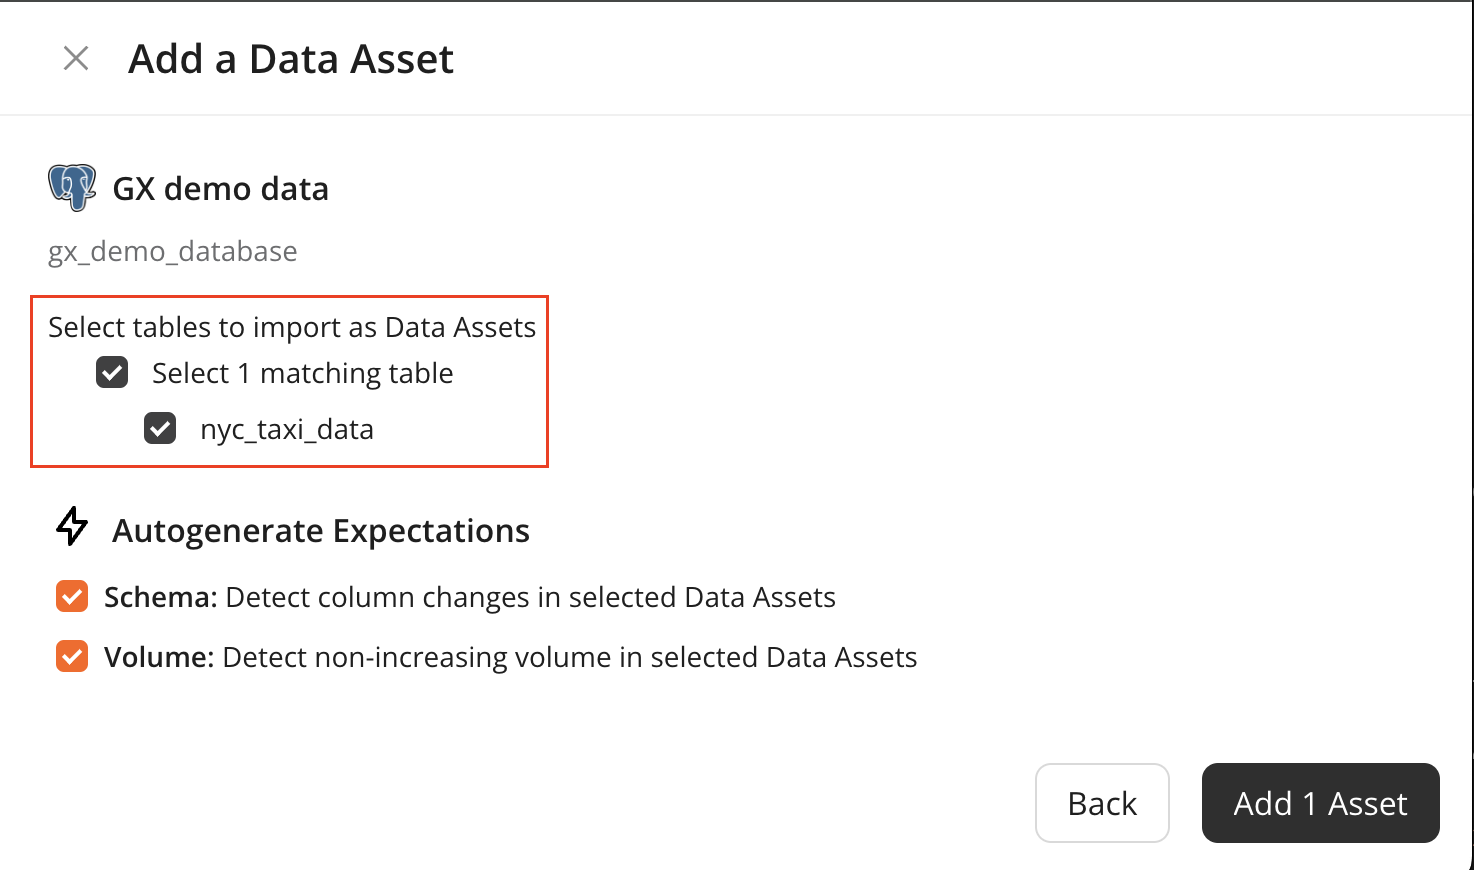 Add a Data Asset
GX demo data
gx_demo_database
Select tables to import as Data Assets
Select 1 matching table
nyc_taxi_data
Autogenerate Expectations
Schema: Detect column changes in selected Data Assets
Volume: Detect non-increasing volume in selected Data Assets
Back
Add 1 Asset